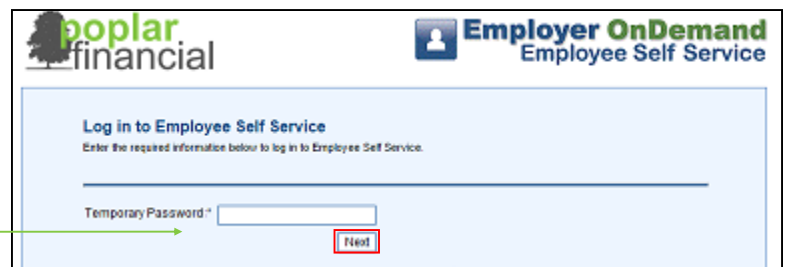 poplar
financial
Employer OnDemand
Employee Self Service
Log in to Employee Self Service
Enter the required information below to log in to Employee Self Service.
Temporary Password:*
Next